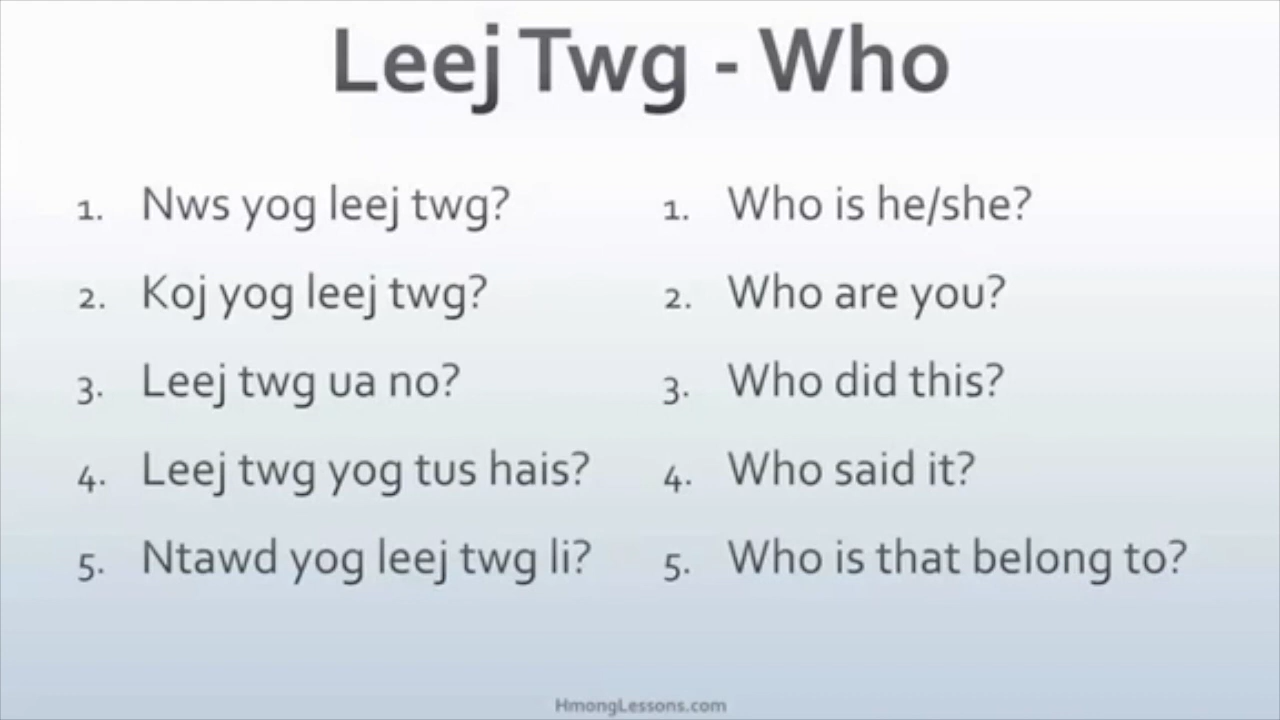 Leej Twg - Who
1. Nws yog leej twg?
2. Koj yog leej twg?
3. Leej twg ua no?
4. Leej twg yog tus hais?
5. Ntawd yog leej twg li?
1. Who is he/she?
2. Who are you?
3. Who did this?
4. Who said it?
5. Who is that belong to?
HmongLessons.com